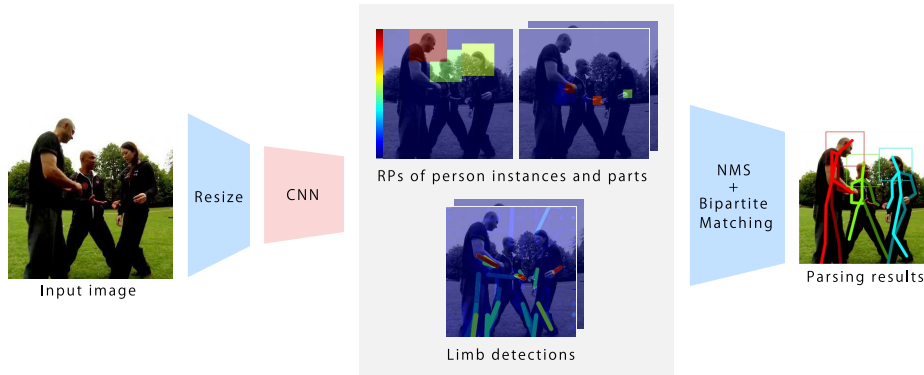 Input image
Resize
CNN
RPs of person instances and parts
Limb detections
NMS
+
Bipartite
Matching
Parsing results